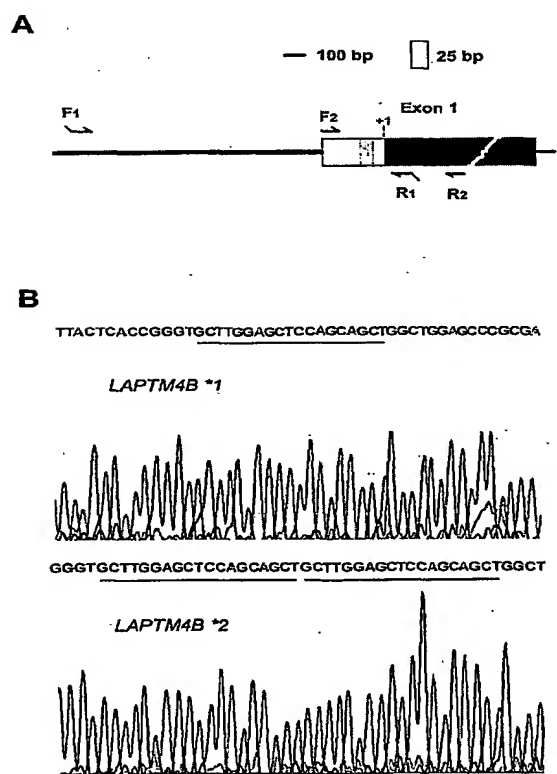 A
100 bp
25 bp
F1
F2
+1
Exon 1
R1
R2
B
TTACTCACCGGGTGCTTGGAGCTCCAGCAGCTGGCTGGAGCCCGCGA
LAPTM4B *1
GGGTGCTTGGAGCTCCAGCAGCTGCTTGGAGCTCCAGCAGCTGGCT
LAPTM4B *2